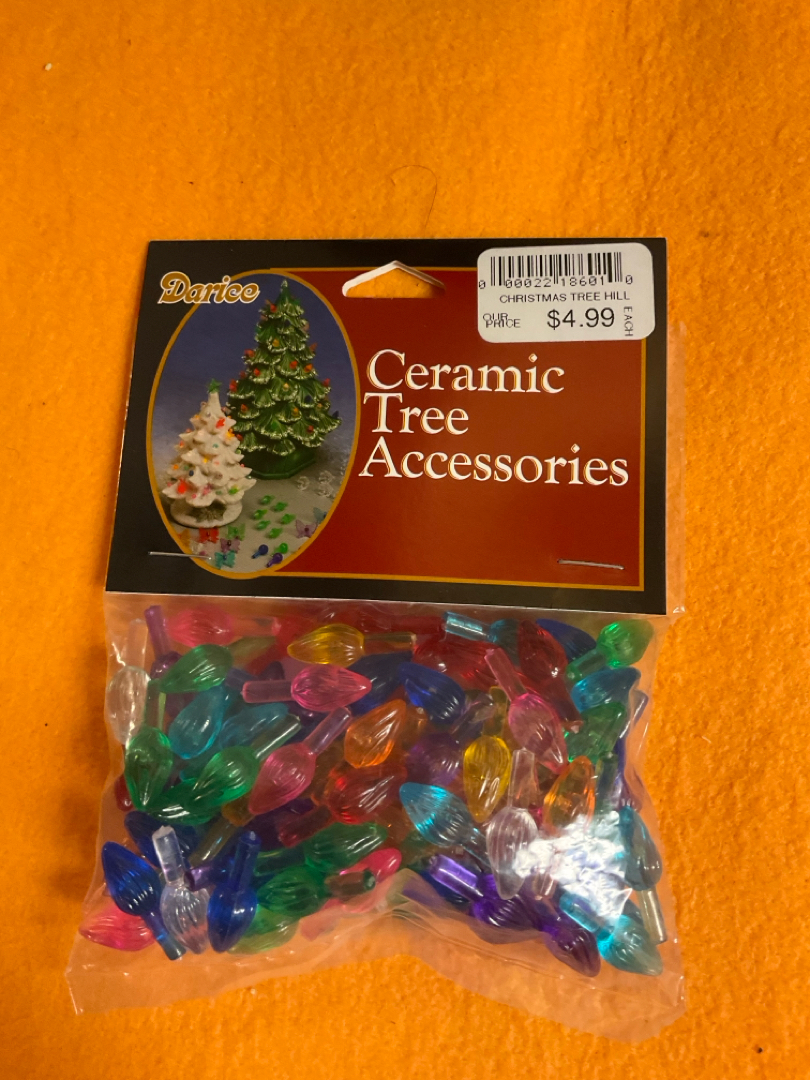 Darice
0 00022 18601 0
CHRISTMAS TREE HILL
OUR PRICE $4.99 EACH
Ceramic
Tree
Accessories